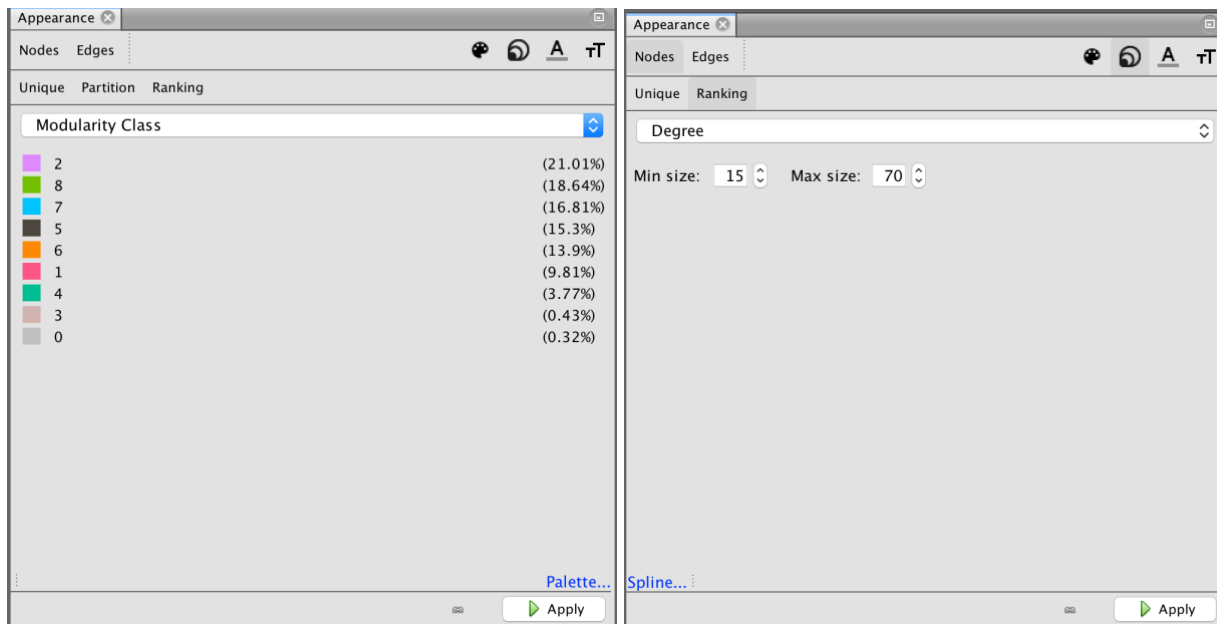 Appearance
Nodes Edges A TT
Unique Partition Ranking
Modularity Class
2 (21.01%)
8 (18.64%)
7 (16.81%)
5 (15.3%)
6 (13.9%)
1 (9.81%)
4 (3.77%)
3 (0.43%)
0 (0.32%)
Palette...
Apply
Appearance
Nodes Edges A TT
Unique Ranking
Degree
Min size: 15 Max size: 70
Spline...
Apply